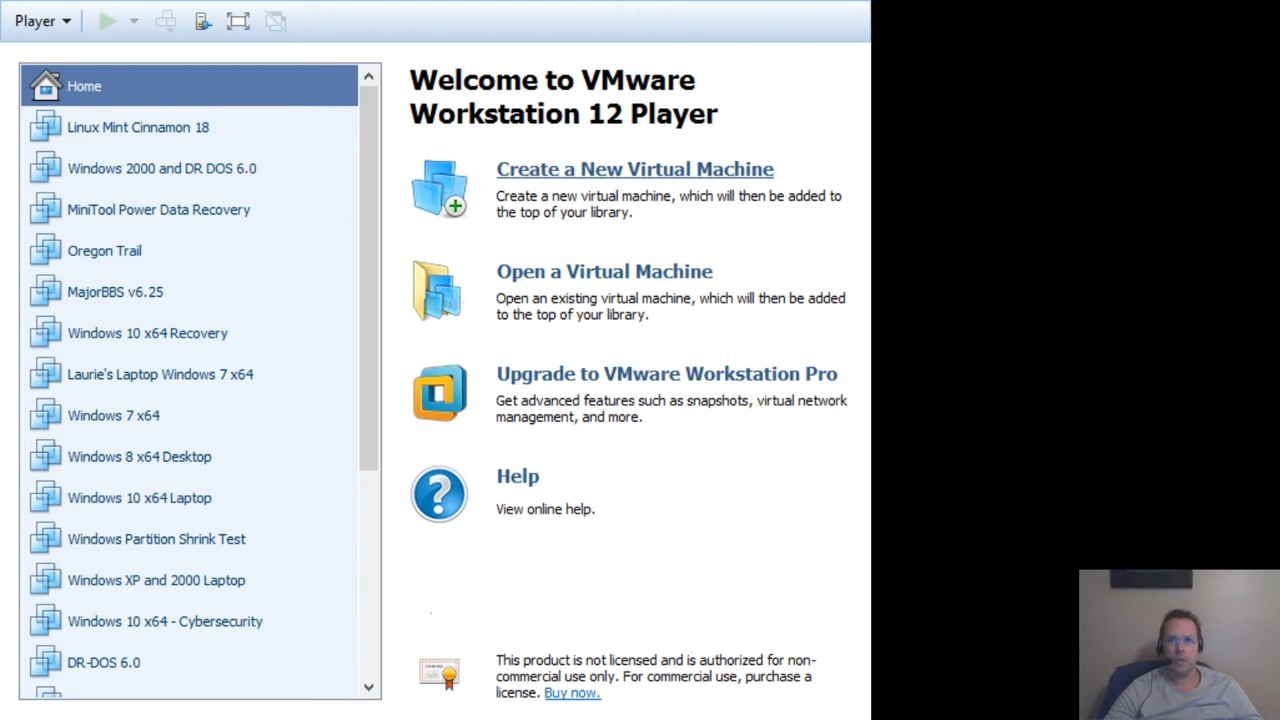 Player
Home
Linux Mint Cinnamon 18
Windows 2000 and DR DOS 6.0
MiniTool Power Data Recovery
Oregon Trail
MajorBBS v6.25
Windows 10 x64 Recovery
Laurie's Laptop Windows 7 x64
Windows 7 x64
Windows 8 x64 Desktop
Windows 10 x64 Laptop
Windows Partition Shrink Test
Windows XP and 2000 Laptop
Windows 10 x64 - Cybersecurity
DR-DOS 6.0
Welcome to VMware
Workstation 12 Player
Create a New Virtual Machine
Create a new virtual machine, which will then be added to
the top of your library.
Open a Virtual Machine
Open an existing virtual machine, which will then be added
to the top of your library.
Upgrade to VMware Workstation Pro
Get advanced features such as snapshots, virtual network
management, and more.
Help
View online help.
This product is not licensed and is authorized for non-
commercial use only. For commercial use, purchase a
license. Buy now.